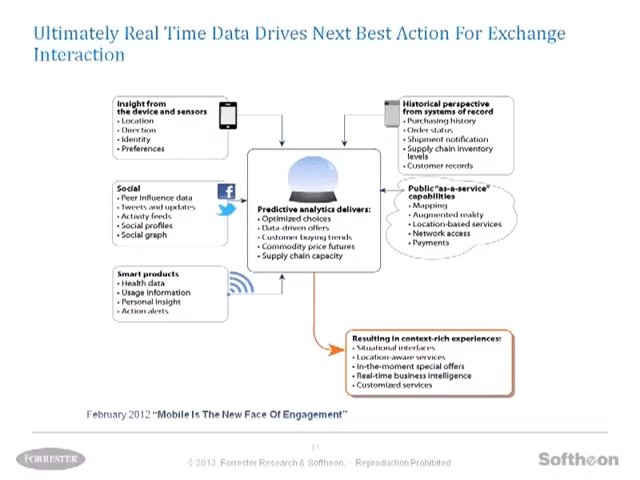 Ultimately Real Time Data Drives Next Best Action For Exchange
Interaction
Insight from
the device and sensors
• Location
• Direction
• Identity
• Preferences
Historical perspective
from systems of record
• Purchasing history
• Order status
• Shipment notification
• Supply chain inventory
levels
• Customer records
Social
• Peer influence data
• Tweets and updates
• Activity feeds
• Social profiles
• Social graph
Predictive analytics delivers:
• Optimized choices
• Data-driven offers
• Customer buying trends
• Commodity price futures
• Supply chain capacity
Public "as-a-service"
capabilities
• Mapping
• Augmented reality
• Location-based services
• Network access
• Payments
Smart products
• Health data
• Usage information
• Personal insight
• Action alerts
Resulting in context-rich experiences:
• Situational interfaces
• Location-aware services
• In-the-moment special offers
• Real-time business intelligence
• Customized services
February 2012 "Mobile Is The New Face Of Engagement"
11
© 2013, Forrester Research & Softheon, - Reproduction Prohibited
FORRESTER
Softheon